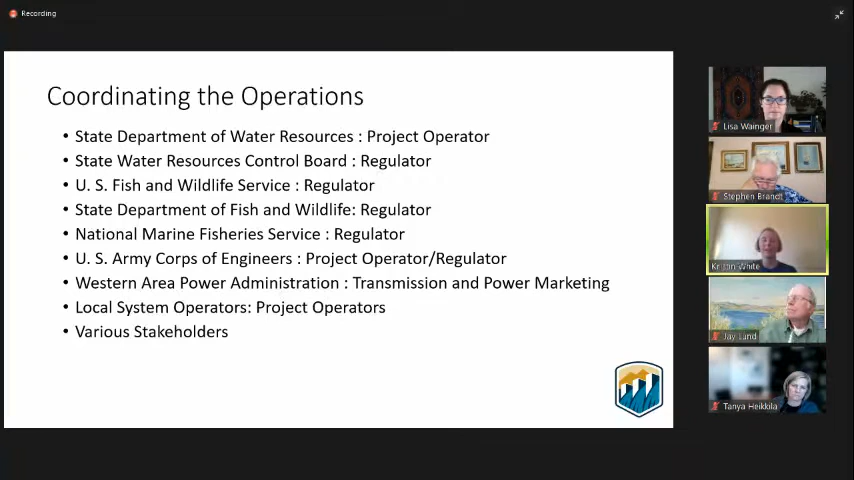 Recording
Coordinating the Operations
• State Department of Water Resources : Project Operator
• State Water Resources Control Board : Regulator
• U. S. Fish and Wildlife Service : Regulator
• State Department of Fish and Wildlife: Regulator
• National Marine Fisheries Service : Regulator
• U. S. Army Corps of Engineers : Project Operator/Regulator
• Western Area Power Administration : Transmission and Power Marketing
• Local System Operators: Project Operators
• Various Stakeholders
Lisa Wainger
Stephen Brandt
Kristin White
Jay Lund
Tanya Heikkila